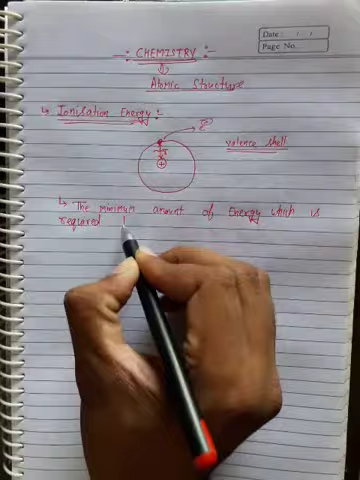 Date :
Page No.
-: CHEMISTRY :-
Atomic Structure
↳ Ionisation Energy :-
e⁻
valence shell
+
↳ The minimum amount of Energy which is
required